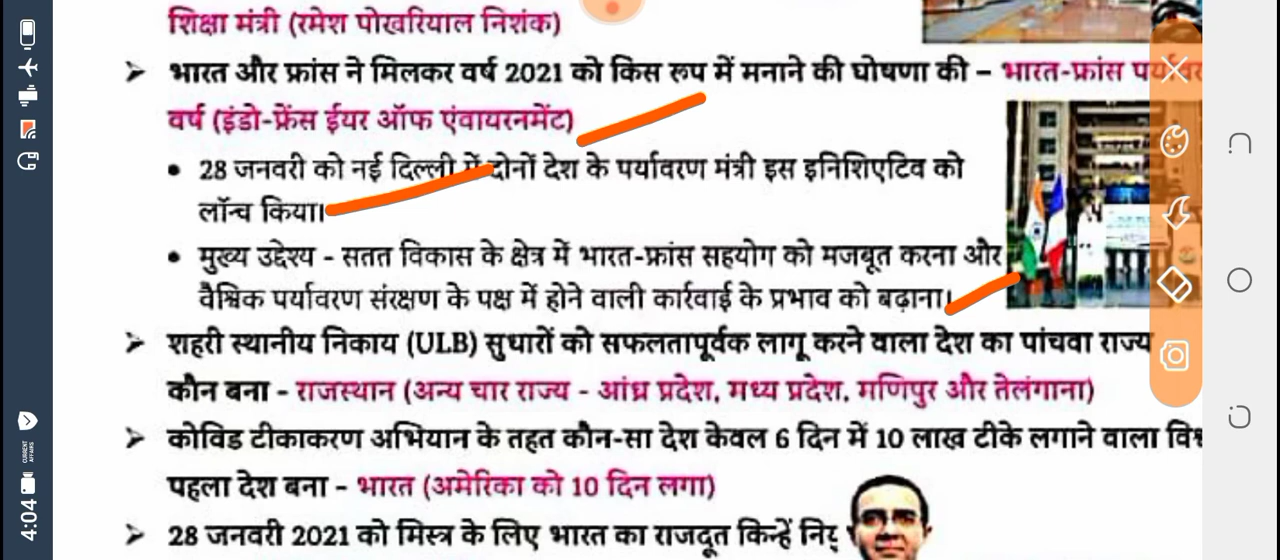 शिक्षा मंत्री (रमेश पोखरियाल निशंक)
➤ भारत और फ्रांस ने मिलकर वर्ष 2021 को किस रूप में मनाने की घोषणा की – भारत-फ्रांस
वर्ष (इंडो-फ्रेंस ईयर ऑफ एंवायरनमेंट)
• 28 जनवरी को नई दिल्ली में दोनों देश के पर्यावरण मंत्री इस इनिशिएटिव को
लॉन्च किया।
• मुख्य उद्देश्य - सतत विकास के क्षेत्र में भारत-फ्रांस सहयोग को मजबूत करना और
वैश्विक पर्यावरण संरक्षण के पक्ष में होने वाली कार्रवाई के प्रभाव को बढ़ाना।
➤ शहरी स्थानीय निकाय (ULB) सुधारों को सफलतापूर्वक लागू करने वाला देश का पांचवा राज्य
कौन बना - राजस्थान (अन्य चार राज्य - आंध्र प्रदेश, मध्य प्रदेश, मणिपुर और तेलंगाना)
➤ कोविड टीकाकरण अभियान के तहत कौन-सा देश केवल 6 दिन में 10 लाख टीके लगाने वाला
पहला देश बना - भारत (अमेरिका को 10 दिन लगा)
➤ 28 जनवरी 2021 को मिस्त्र के लिए भारत का राजदूत किन्हें
4:04
CURRENT
AFFAIRS